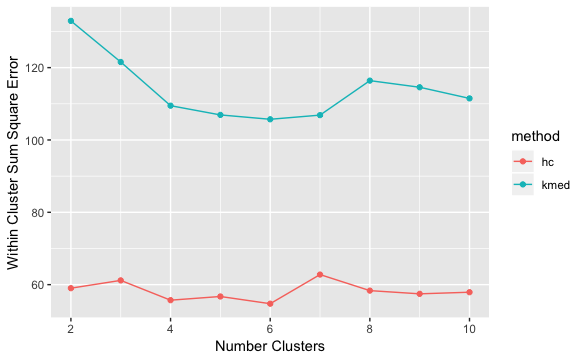 Within Cluster Sum Square Error
120
100
80
60
2 4 6 8 10
Number Clusters
method
hc
kmed